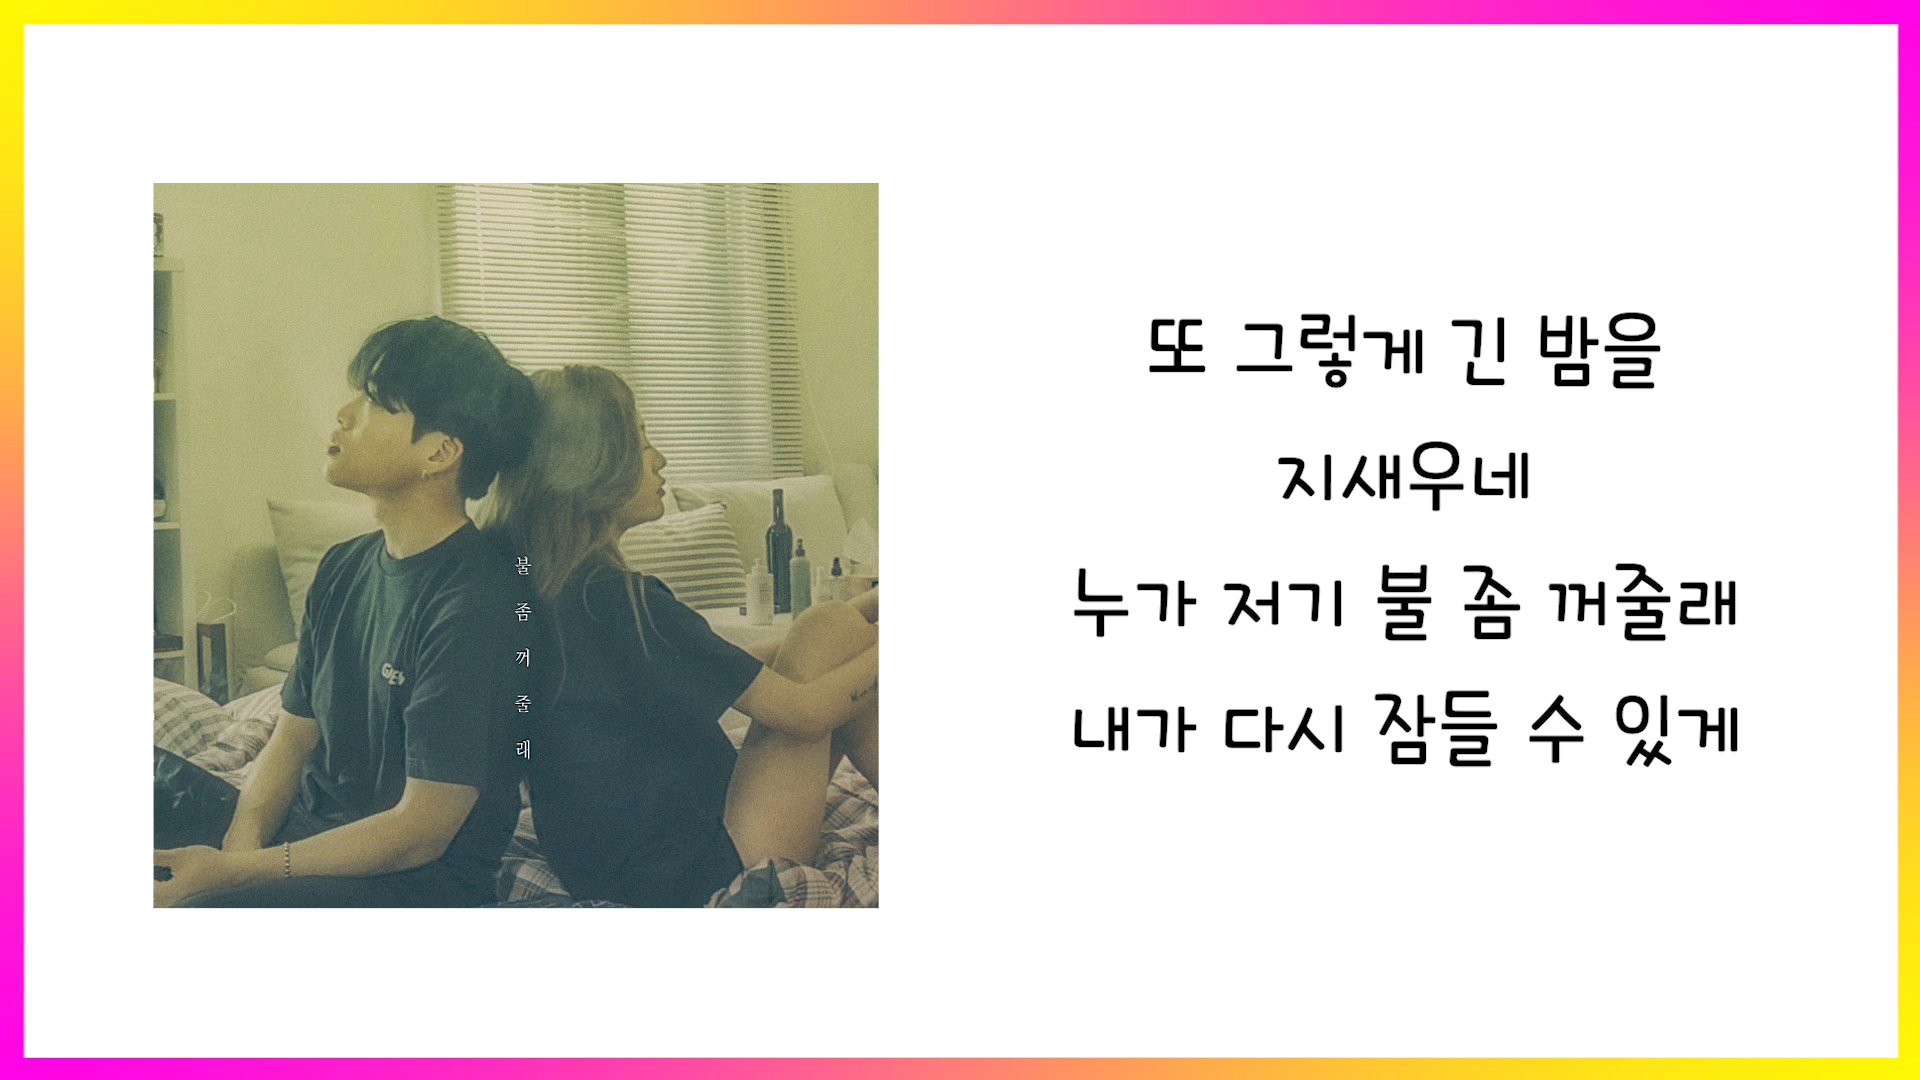 불
좀
꺼
줄
래
또 그렇게 긴 밤을
지새우네
누가 저기 불 좀 꺼줄래
내가 다시 잠들 수 있게